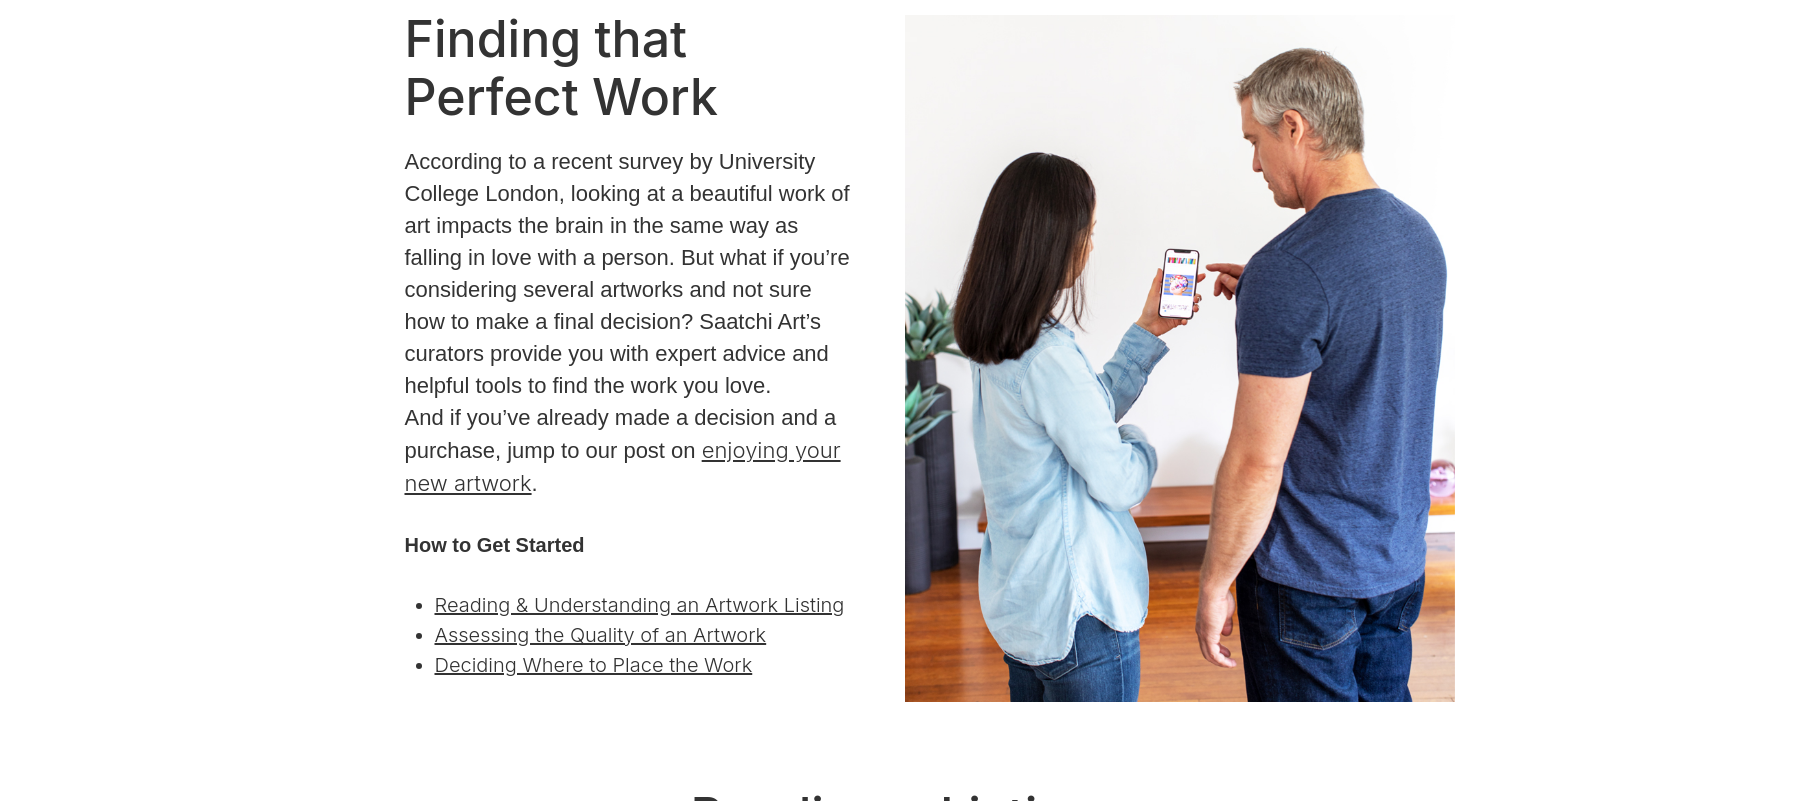 Finding that
Perfect Work
According to a recent survey by University
College London, looking at a beautiful work of
art impacts the brain in the same way as
falling in love with a person. But what if you’re
considering several artworks and not sure
how to make a final decision? Saatchi Art’s
curators provide you with expert advice and
helpful tools to find the work you love.
And if you’ve already made a decision and a
purchase, jump to our post on enjoying your
new artwork.
How to Get Started
• Reading & Understanding an Artwork Listing
• Assessing the Quality of an Artwork
• Deciding Where to Place the Work